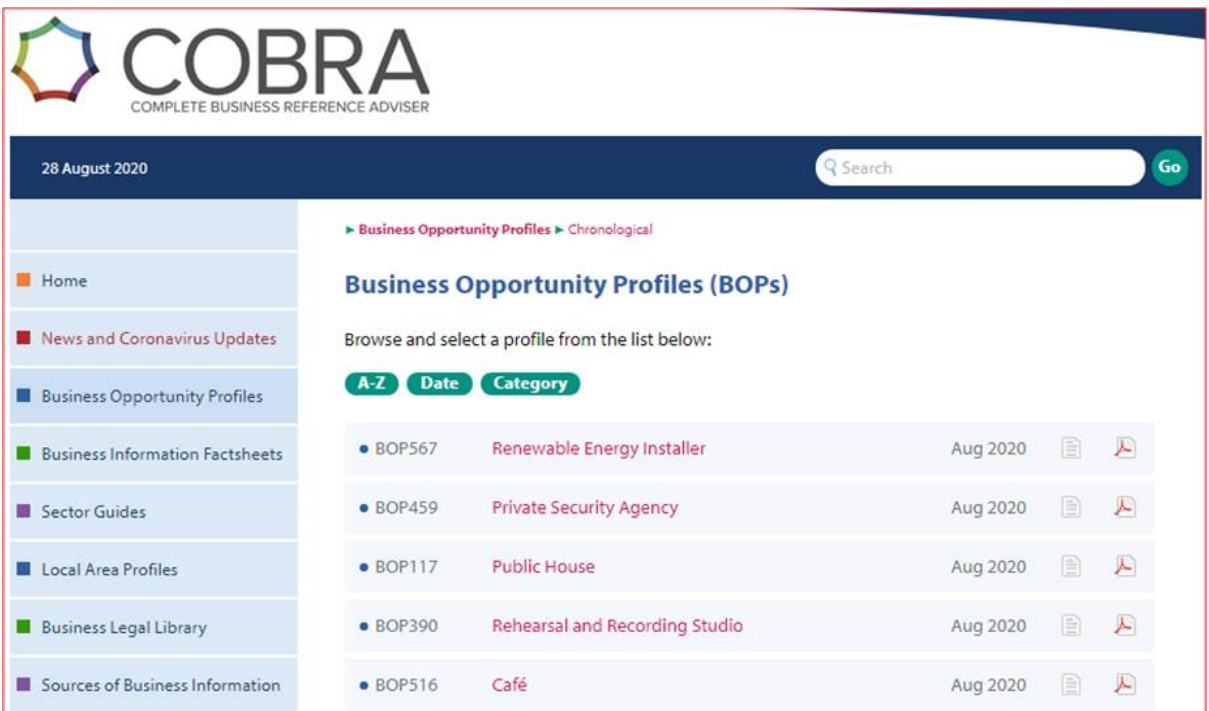 COBRA
COMPLETE BUSINESS REFERENCE ADVISER
28 August 2020
Search
Go
► Business Opportunity Profiles ► Chronological
Home
News and Coronavirus Updates
Business Opportunity Profiles
Business Information Factsheets
Sector Guides
Local Area Profiles
Business Legal Library
Sources of Business Information
Business Opportunity Profiles (BOPs)
Browse and select a profile from the list below:
A-Z Date Category
• BOP567 Renewable Energy Installer Aug 2020
• BOP459 Private Security Agency Aug 2020
• BOP117 Public House Aug 2020
• BOP390 Rehearsal and Recording Studio Aug 2020
• BOP516 Café Aug 2020